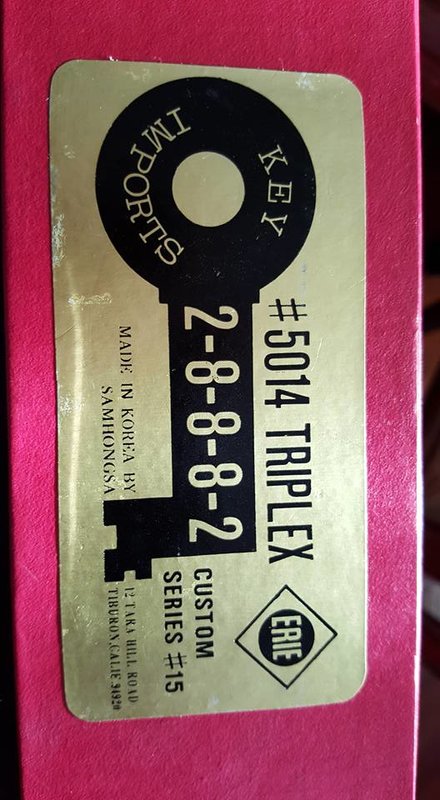 KEY
IMPORTS
#5014 TRIPLEX
2-8-8-8-2
MADE IN KOREA BY
SAMHONGSA
ERIE
CUSTOM
SERIES #15
12 TARA HILL ROAD
TIBURON, CALIF 94920